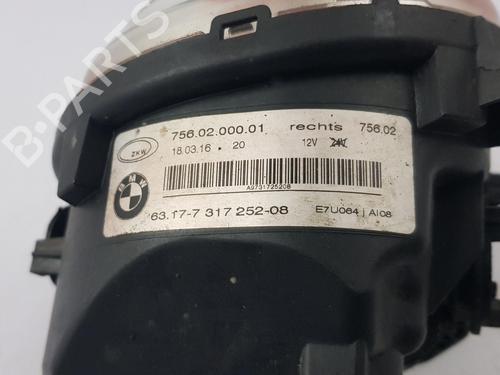 756.02.000.01 rechts 756.02
ZKW 18.03.16 . 20 12V 24V
A9731725208
BMW
63.17-7 317 252-08 E7U064 | AI08
B-PARTS